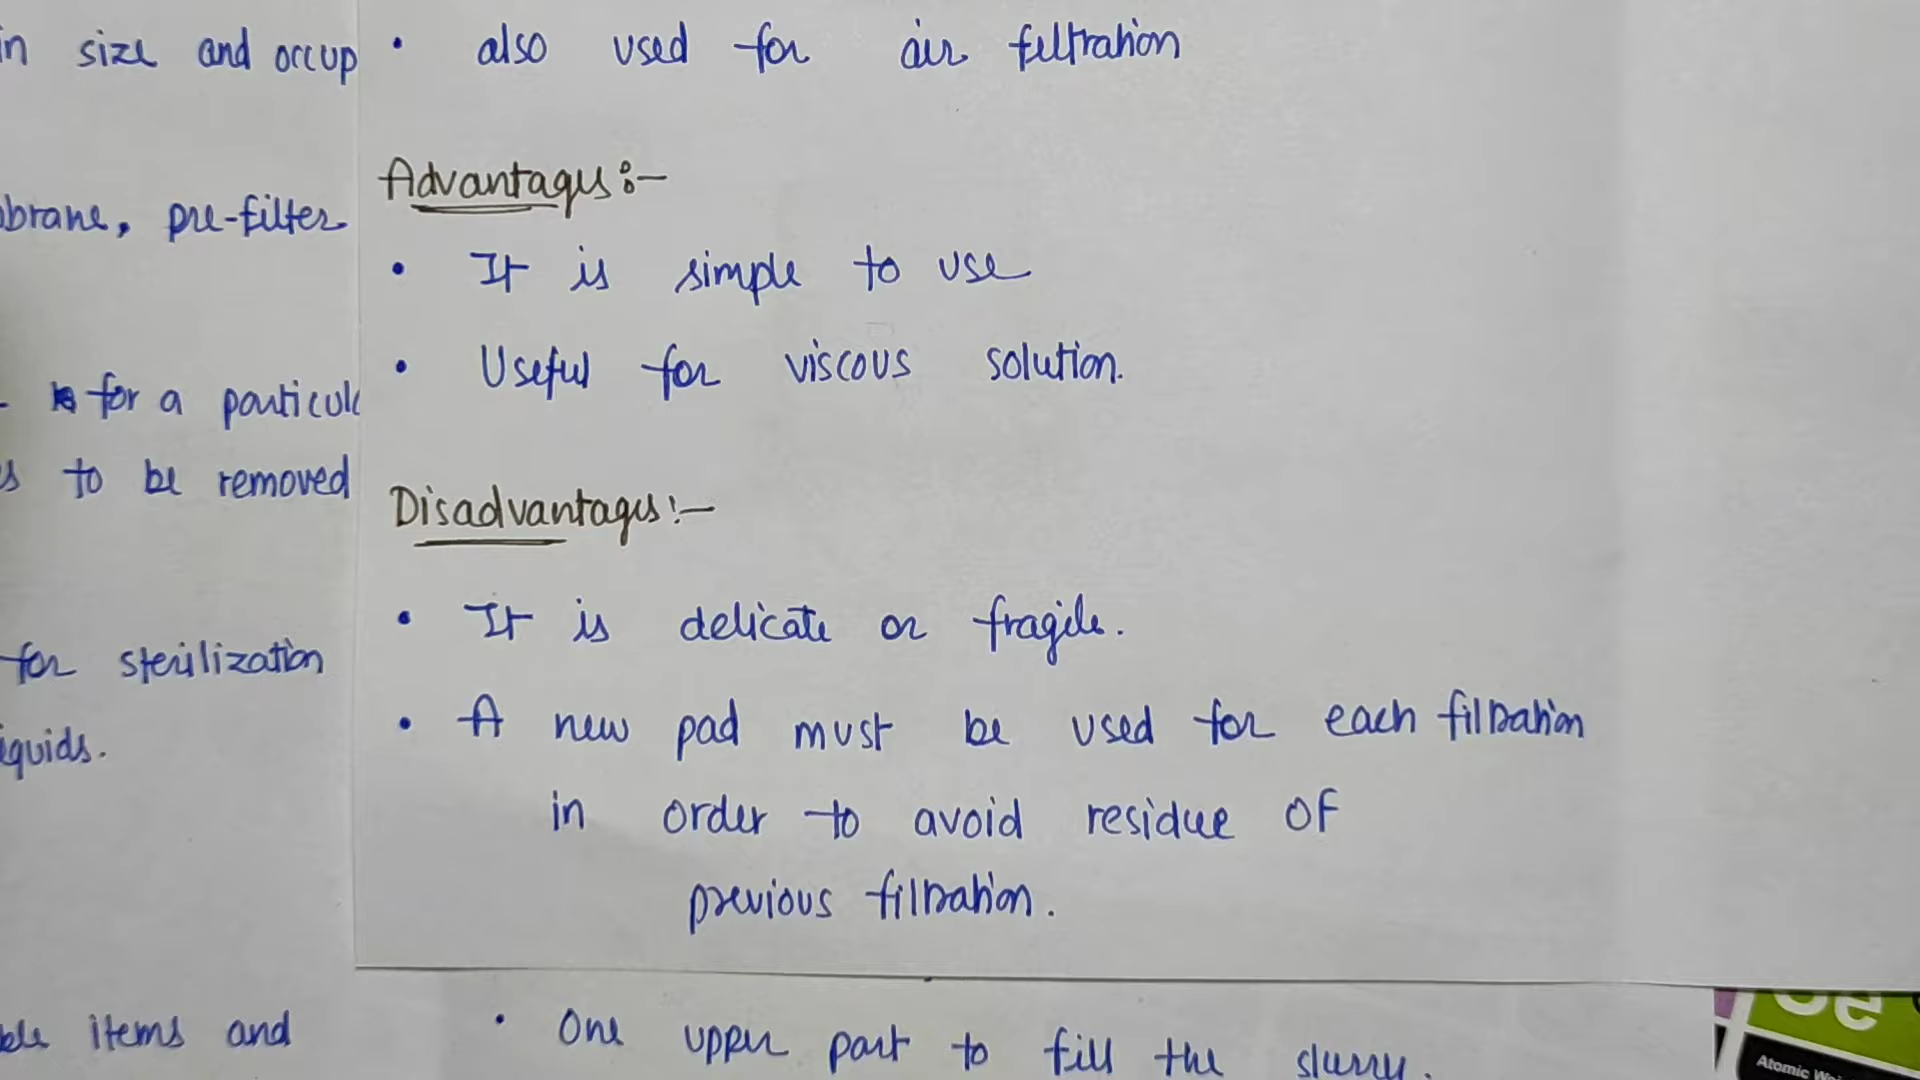 in size and occup
brane, pre-filter
for a particul
s to be removed
for sterilization
iquids.
ble items and
• also used for air filtration
Advantages:-
• It is simple to use
• Useful for viscous solution.
Disadvantages:-
• It is delicate or fragile.
• A new pad must be used for each filtration
in order to avoid residue of
previous filtration.
• One upper part to fill the slurry.
Atomic